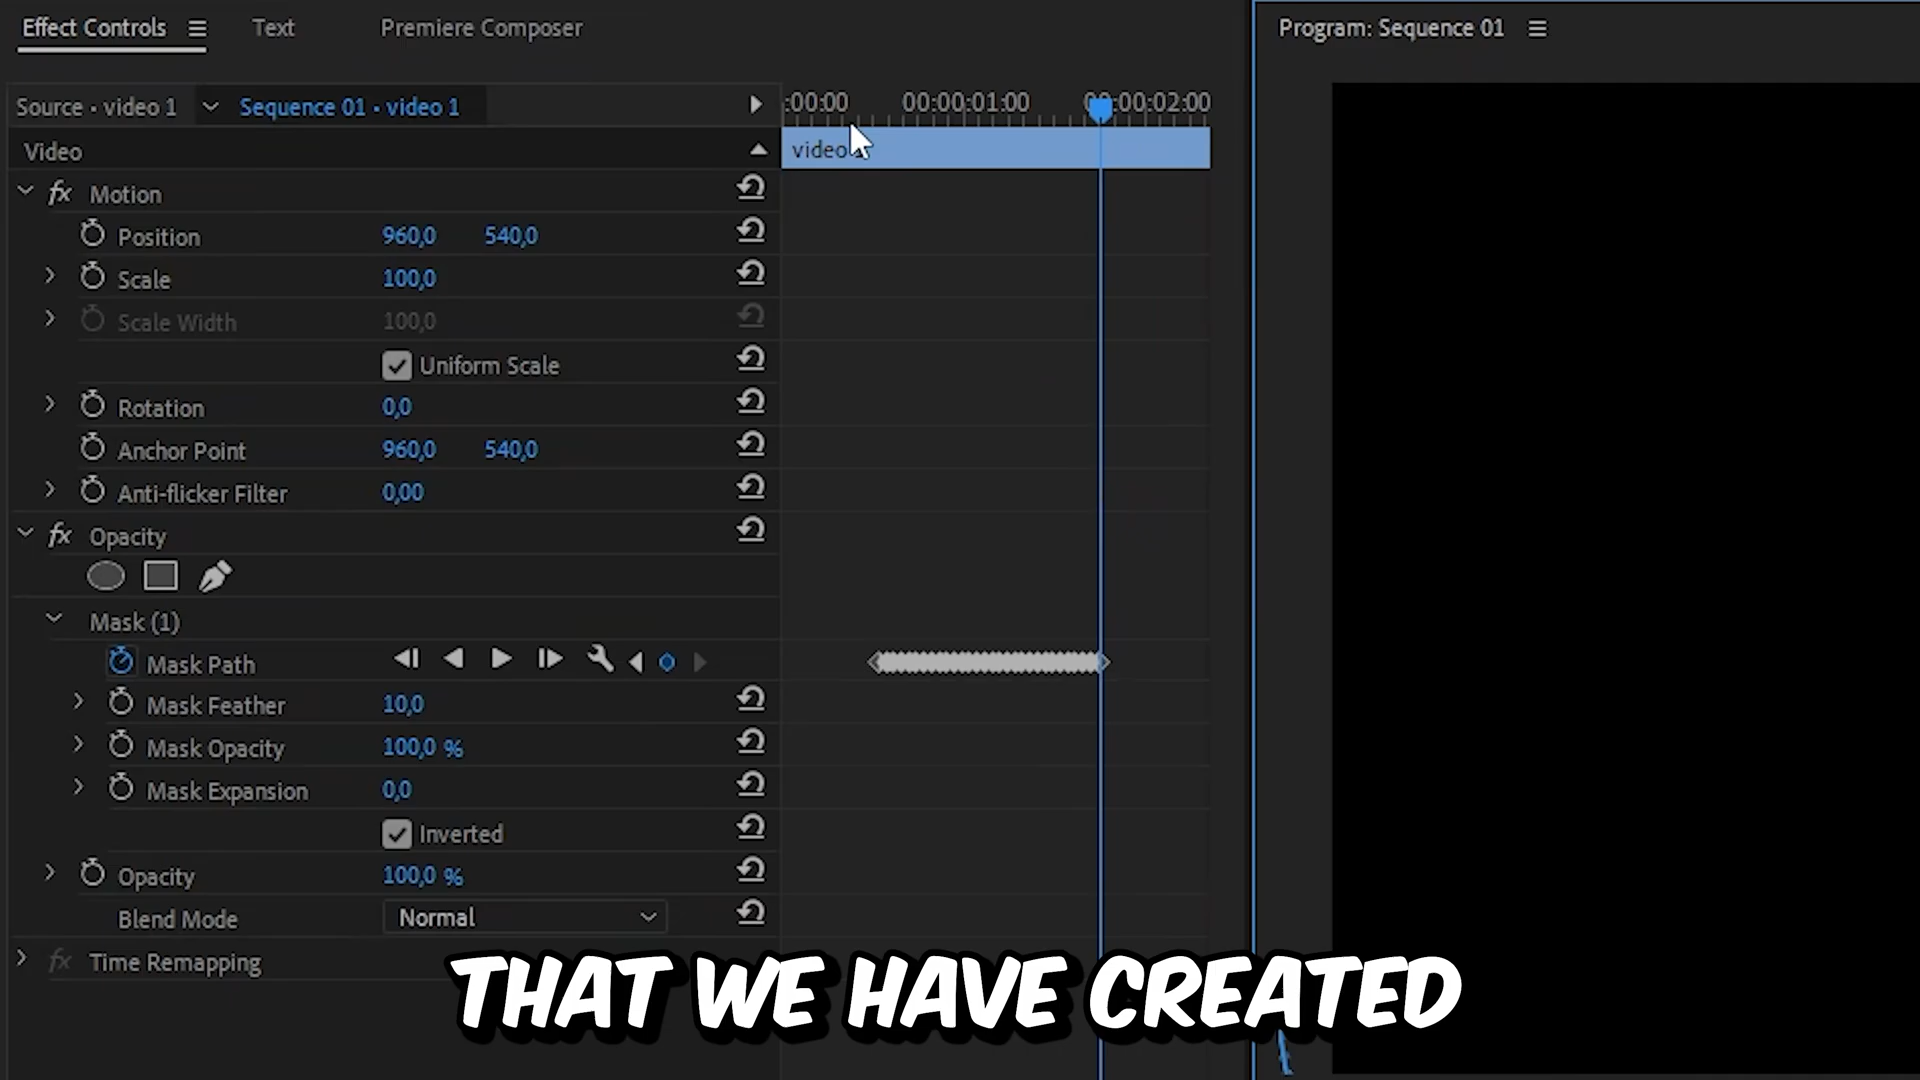 Effect Controls
Text
Premiere Composer
Program: Sequence 01
Source • video 1
Sequence 01 • video 1
:00:00
00:00:01:00
00:00:02:00
Video
video
fx Motion
Position 960,0 540,0
Scale 100,0
Scale Width 100,0
Uniform Scale
Rotation 0,0
Anchor Point 960,0 540,0
Anti-flicker Filter 0,00
fx Opacity
Mask (1)
Mask Path
Mask Feather 10,0
Mask Opacity 100,0 %
Mask Expansion 0,0
Inverted
Opacity 100,0 %
Blend Mode Normal
fx Time Remapping
THAT WE HAVE CREATED